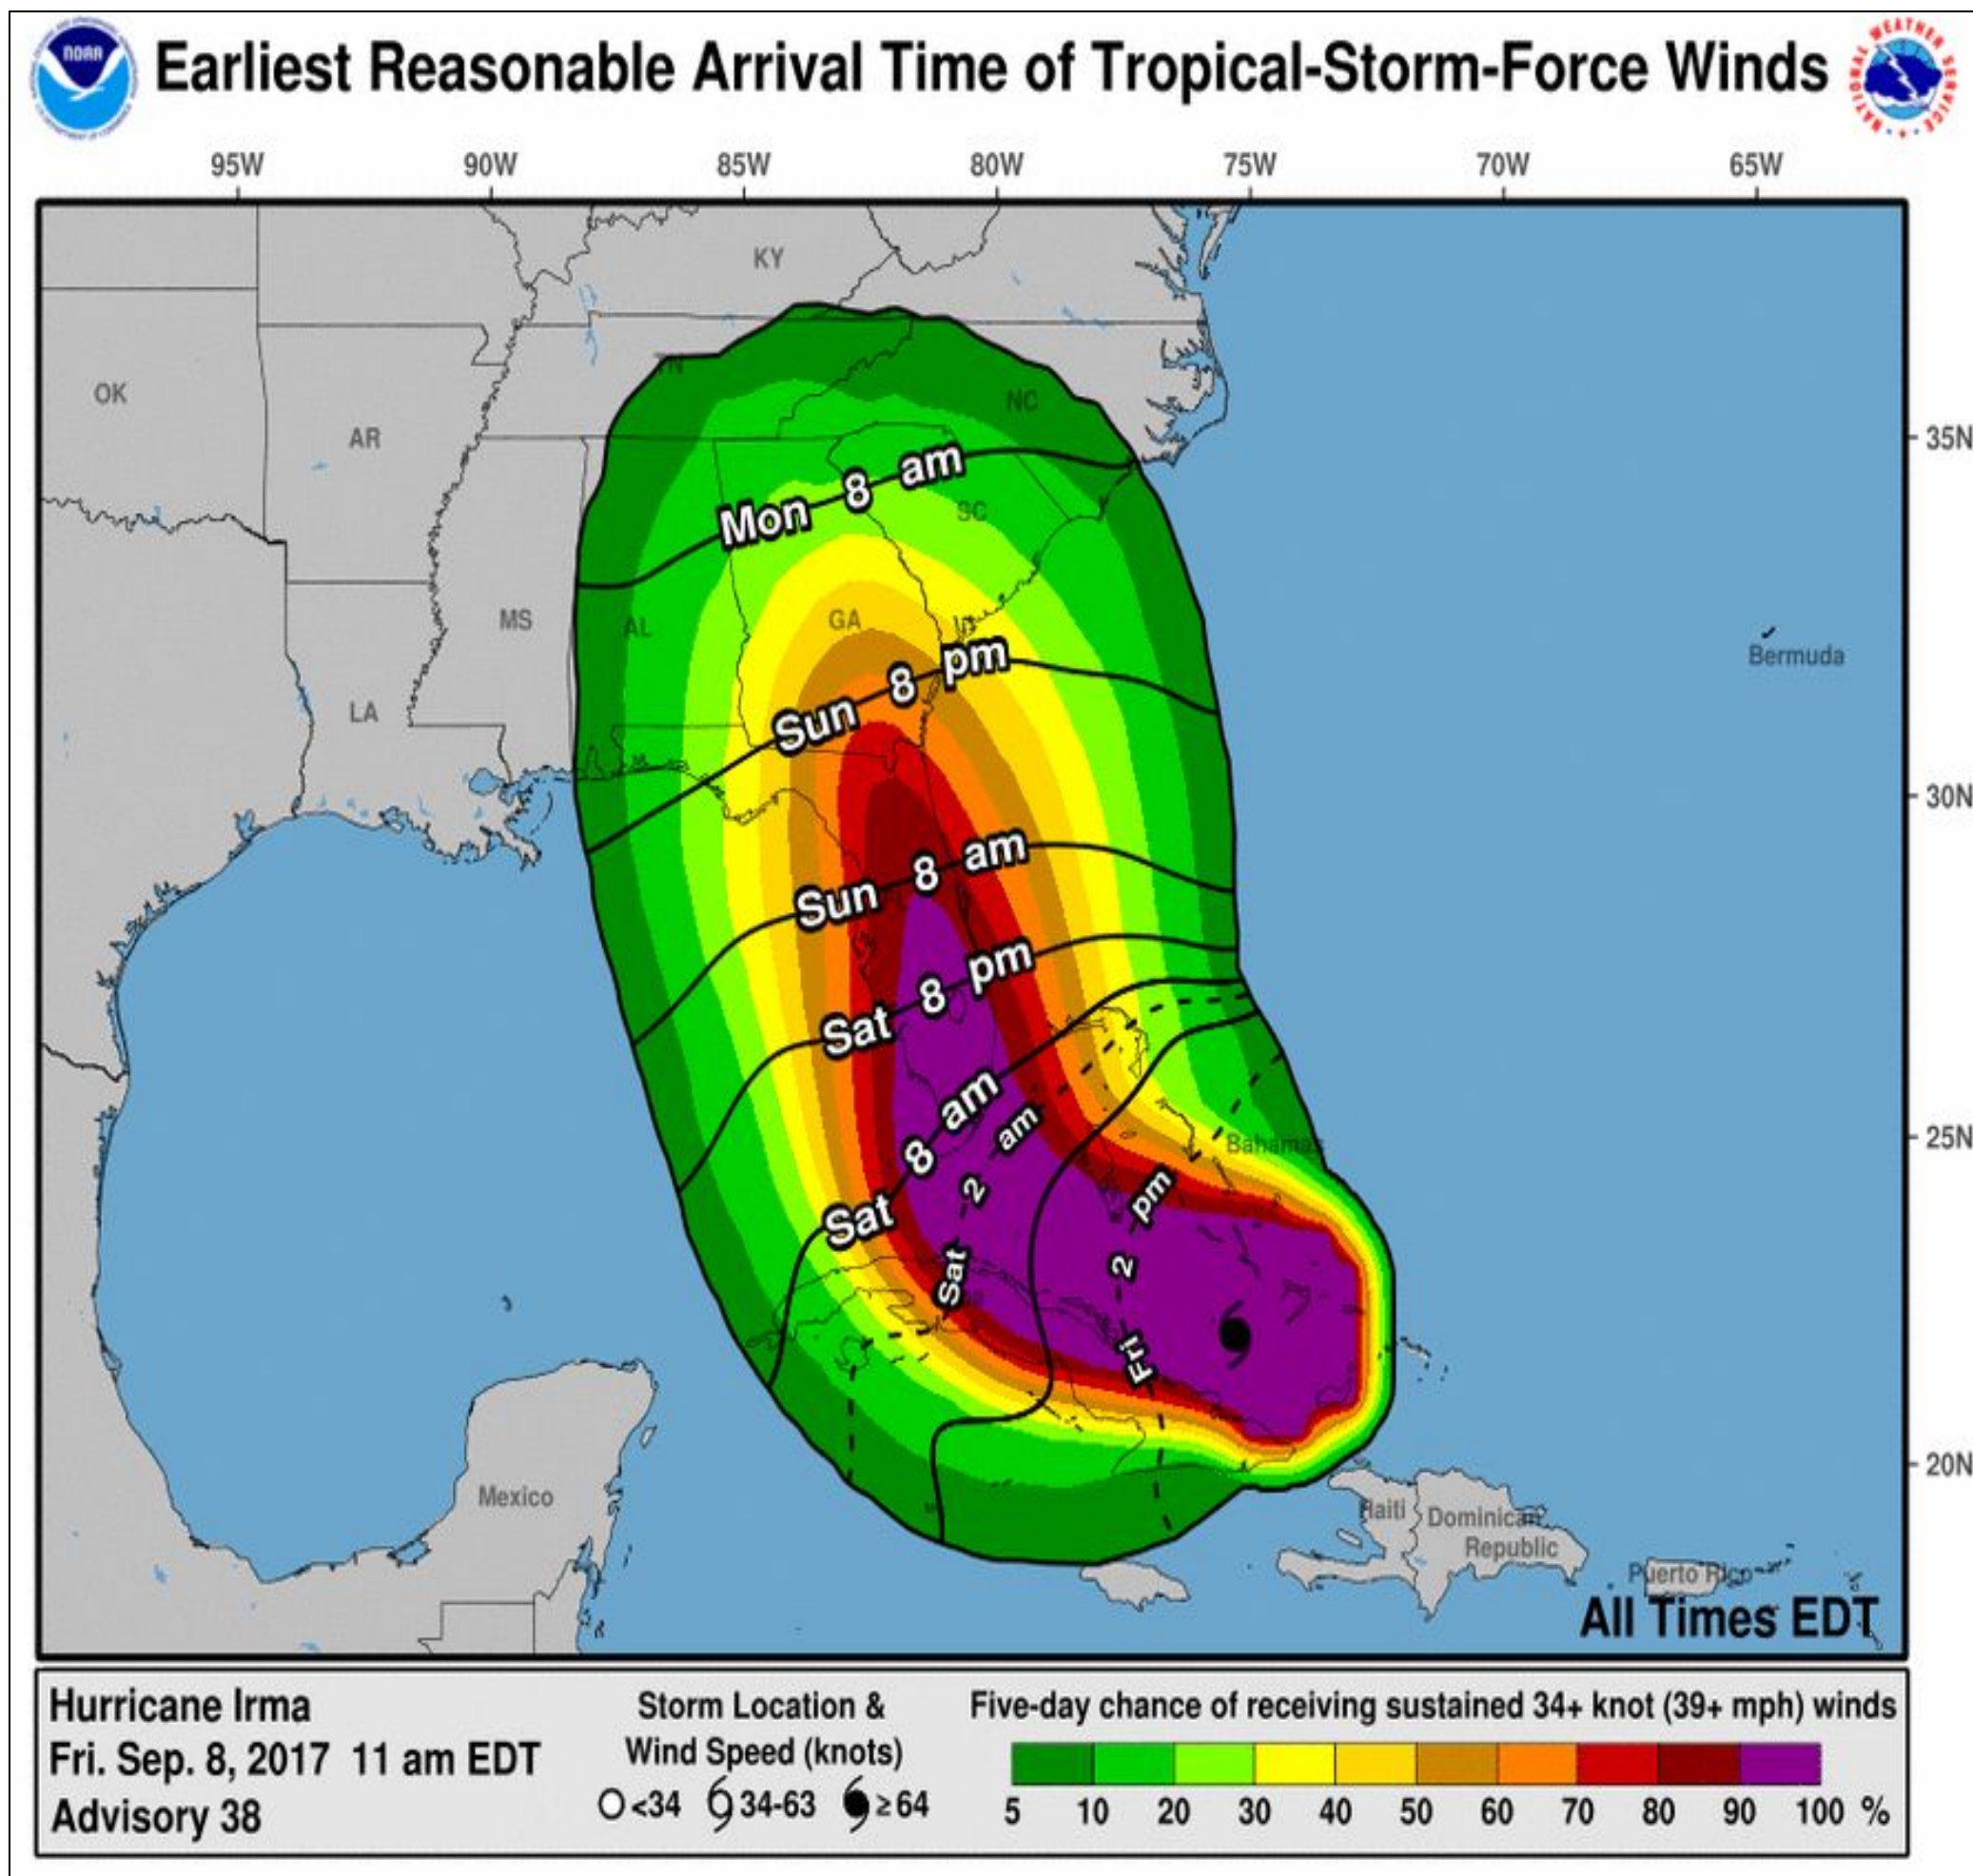 NOAA
Earliest Reasonable Arrival Time of Tropical-Storm-Force Winds
NATIONAL WEATHER SERVICE
95W 90W 85W 80W 75W 70W 65W
KY
TN
OK
NC
AR
35N
Mon 8 am
SC
MS
AL
GA
Bermuda
Sun 8 pm
LA
30N
Sun 8 am
Sat 8 pm
Sat 8 am
Sat 2 am
Bahamas
25N
Fri 2 pm
20N
Mexico
Haiti
Dominican
Republic
Puerto Rico
All Times EDT
Hurricane Irma
Fri. Sep. 8, 2017 11 am EDT
Advisory 38
Storm Location &
Wind Speed (knots)
<34 34-63 ≥64
Five-day chance of receiving sustained 34+ knot (39+ mph) winds
5 10 20 30 40 50 60 70 80 90 100 %